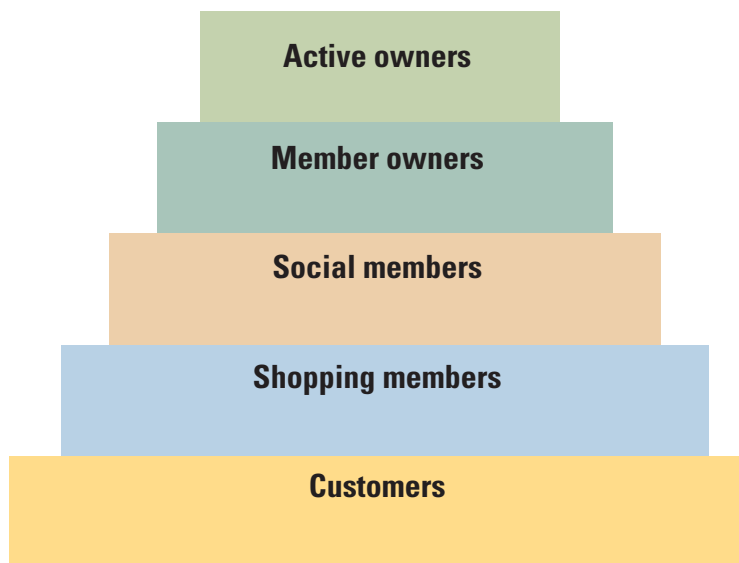 Active owners
Member owners
Social members
Shopping members
Customers